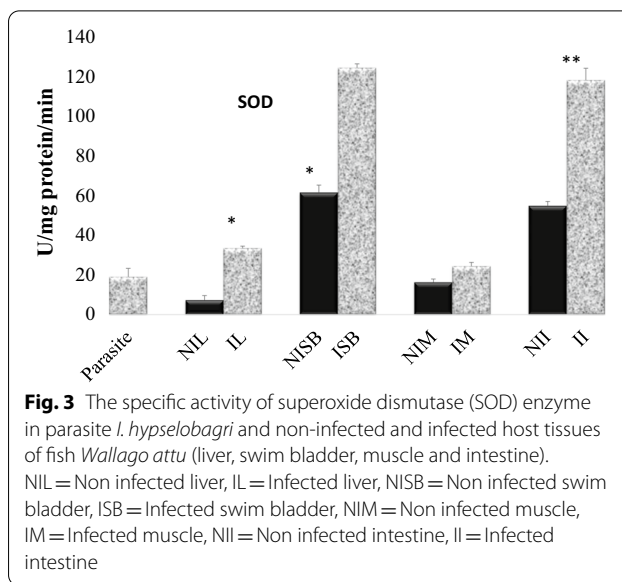 140
120
100
80
60
40
20
0
U/mg protein/min
SOD
*
*
**
Parasite
NIL
IL
NISB
ISB
NIM
IM
NII
II
Fig. 3 The specific activity of superoxide dismutase (SOD) enzyme
in parasite I. hypselobagri and non-infected and infected host tissues
of fish Wallago attu (liver, swim bladder, muscle and intestine).
NIL = Non infected liver, IL = Infected liver, NISB = Non infected swim
bladder, ISB = Infected swim bladder, NIM = Non infected muscle,
IM = Infected muscle, NII = Non infected intestine, II = Infected
intestine